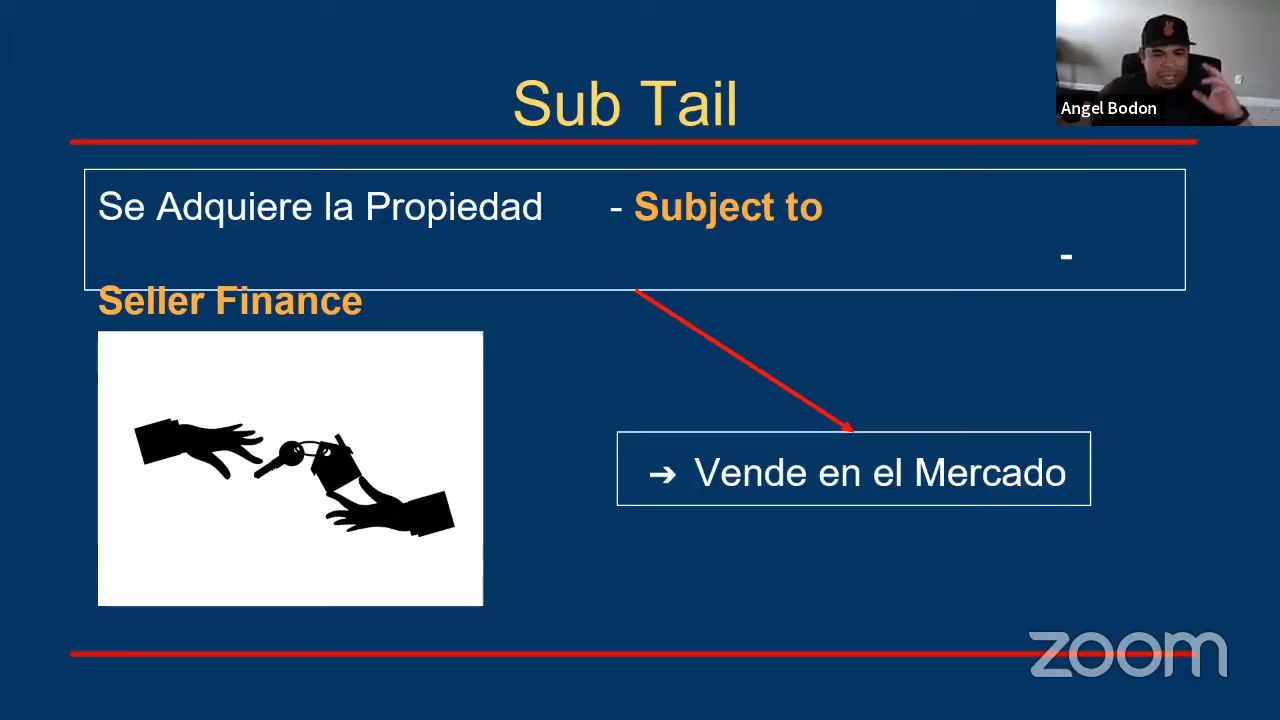 Sub Tail
Angel Bodon
Se Adquiere la Propiedad - Subject to
-
Seller Finance
➔ Vende en el Mercado
zoom